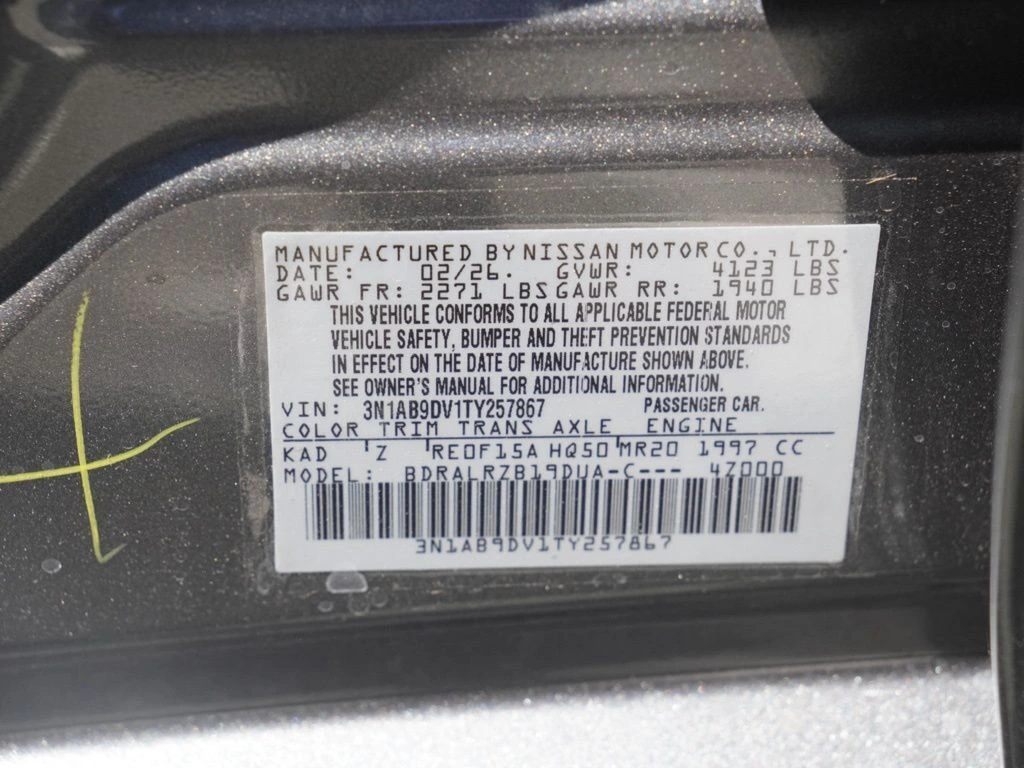 MANUFACTURED BY NISSAN MOTOR CO., LTD.
DATE: 02/26. GVWR: 4123 LBS
GAWR FR: 2271 LBS GAWR RR: 1940 LBS
THIS VEHICLE CONFORMS TO ALL APPLICABLE FEDERAL MOTOR
VEHICLE SAFETY, BUMPER AND THEFT PREVENTION STANDARDS
IN EFFECT ON THE DATE OF MANUFACTURE SHOWN ABOVE.
SEE OWNER'S MANUAL FOR ADDITIONAL INFORMATION.
VIN: 3N1AB9DV1TY257867 PASSENGER CAR.
COLOR TRIM TRANS AXLE ENGINE
KAD Z RE0F15A HQ50 MR20 1997 CC
MODEL: BDRALRZB19DUA-C--- 4Z000
3N1AB9DV1TY257867